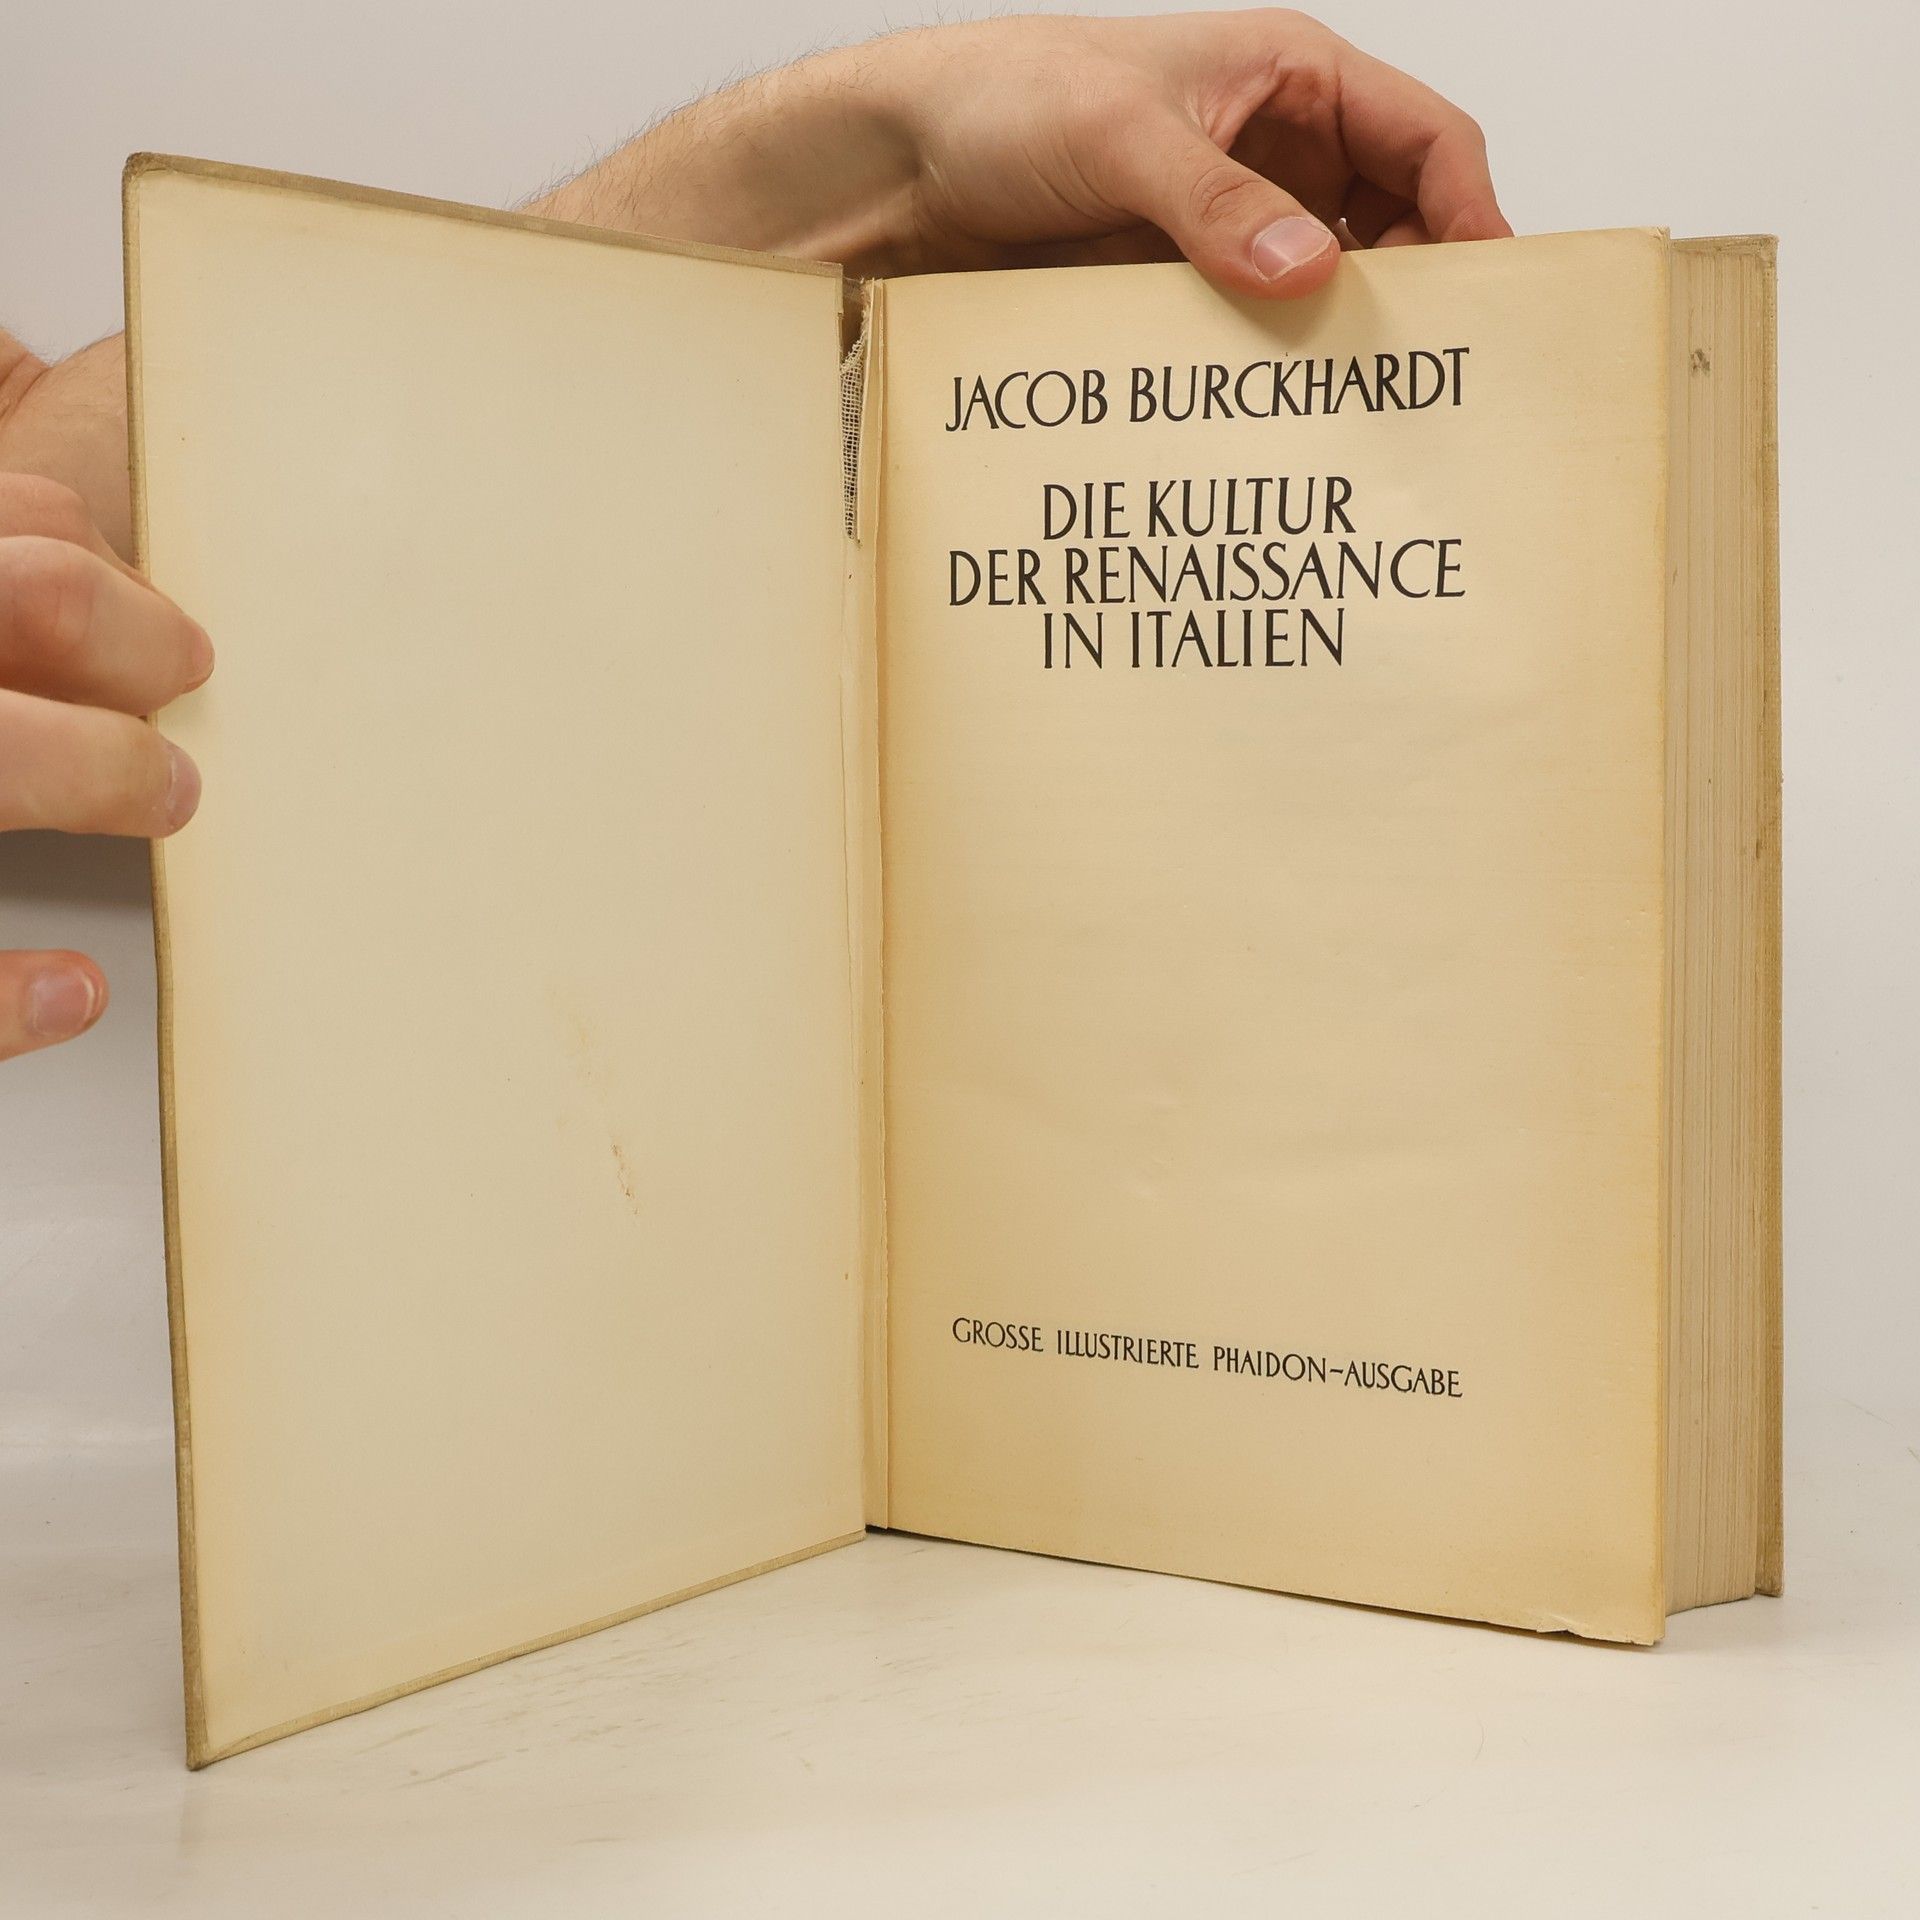 JACOB BURCKHARDT
DIE KULTUR
DER RENAISSANCE
IN ITALIEN
GROSSE ILLUSTRIERTE PHAIDON-AUSGABE